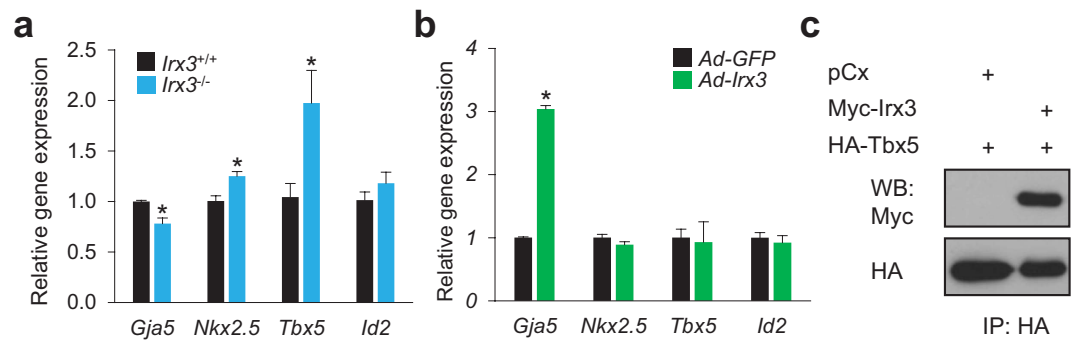 a
Relative gene expression
2.5
2.0
1.5
1.0
0.5
0.0
Irx3+/+
Irx3-/-
*
*
*
Gja5 Nkx2.5 Tbx5 Id2
b
Relative gene expression
4
3
2
1
0
Ad-GFP
Ad-Irx3
*
Gja5 Nkx2.5 Tbx5 Id2
c
pCx +
Myc-Irx3 +
HA-Tbx5 + +
WB:
Myc
HA
IP: HA